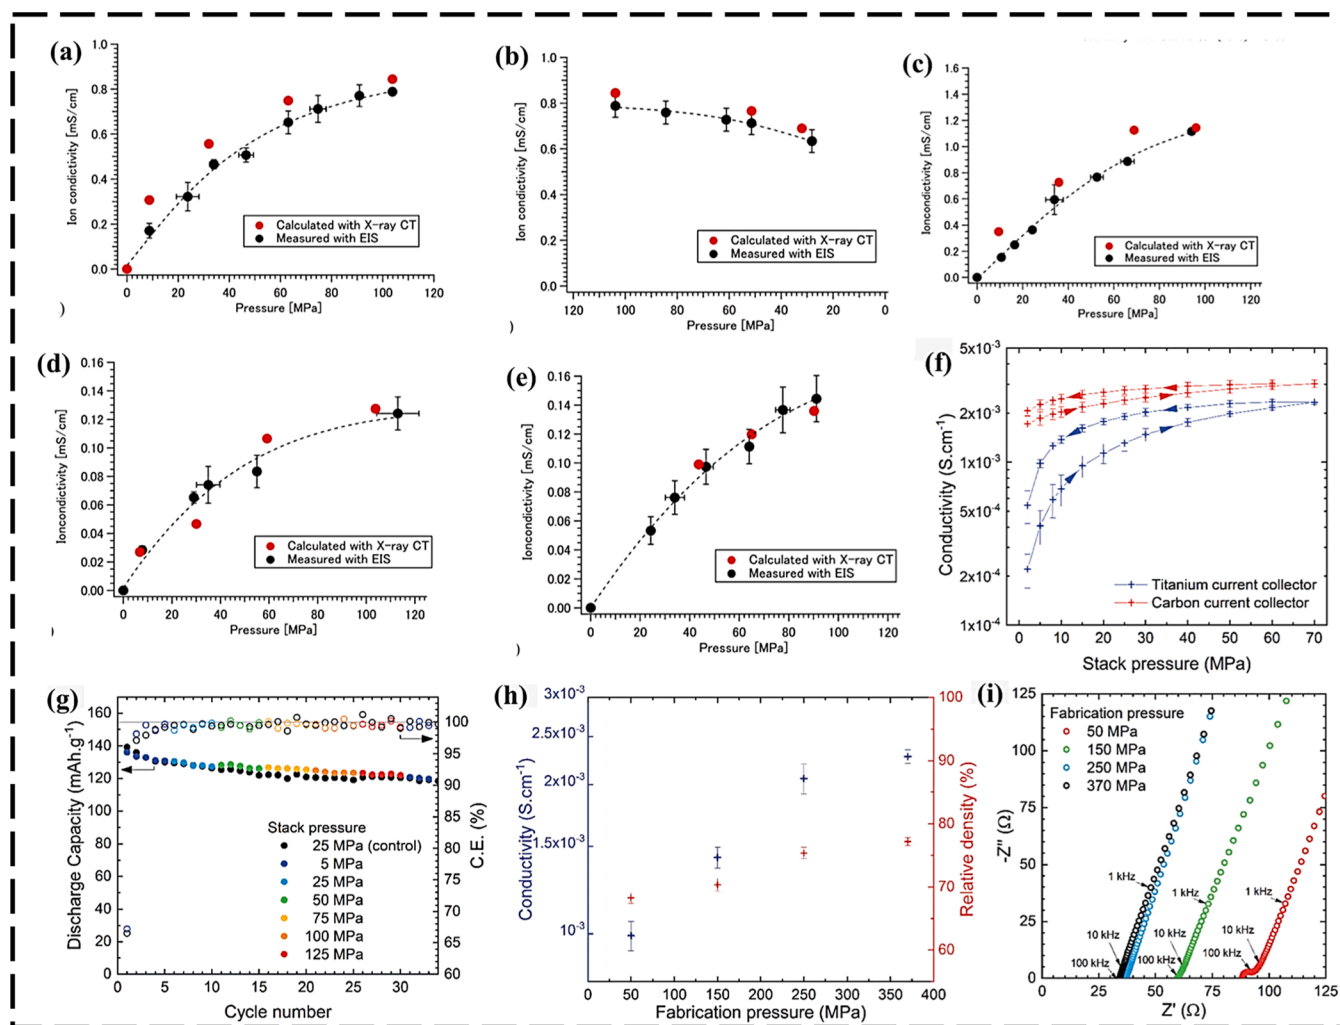 (a)
1.0
0.8
0.6
0.4
0.2
0.0
Ion condictivity [mS/cm]
Calculated with X-ray CT
Measured with EIS
0 20 40 60 80 100 120
Pressure [MPa]
)
(b)
1.0
0.8
0.6
0.4
0.2
0.0
Ion condictivity [mS/cm]
Calculated with X-ray CT
Measured with EIS
120 100 80 60 40 20 0
Pressure [MPa]
)
(c)
1.6
1.4
1.2
1.0
0.8
0.6
0.4
0.2
0.0
Ioncondictivity [mS/cm]
Calculated with X-ray CT
Measured with EIS
0 20 40 60 80 100 120
Pressure [MPa]
(d)
0.16
0.14
0.12
0.10
0.08
0.06
0.04
0.02
0.00
Ioncondictivity [mS/cm]
Calculated with X-ray CT
Measured with EIS
0 20 40 60 80 100 120
Pressure [MPa]
)
(e)
0.16
0.14
0.12
0.10
0.08
0.06
0.04
0.02
0.00
Ioncondictivity [mS/cm]
Calculated with X-ray CT
Measured with EIS
0 20 40 60 80 100 120
Pressure [MPa]
)
(f)
5x10⁻³
2x10⁻³
1x10⁻³
5x10⁻⁴
2x10⁻⁴
1x10⁻⁴
Conductivity (S.cm⁻¹)
Titanium current collector
Carbon current collector
0 10 20 30 40 50 60 70
Stack pressure (MPa)
(g)
160
140
120
100
80
60
40
20
0
Discharge Capacity (mAh.g⁻¹)
Stack pressure
25 MPa (control)
5 MPa
25 MPa
50 MPa
75 MPa
100 MPa
125 MPa
100
95
90
85
80
75
70
65
60
C.E. (%)
0 5 10 15 20 25 30
Cycle number
(h)
3x10⁻³
2.5x10⁻³
2x10⁻³
1.5x10⁻³
10⁻³
Conductivity (S.cm⁻¹)
100
90
80
70
60
Relative density (%)
0 50 100 150 200 250 300 350 400
Fabrication pressure (MPa)
(i)
125
100
75
50
25
0
-Z'' (Ω)
Fabrication pressure
50 MPa
150 MPa
250 MPa
370 MPa
1 kHz
10 kHz
100 kHz
1 kHz
10 kHz
100 kHz
1 kHz
10 kHz
100 kHz
0 25 50 75 100 125
Z' (Ω)